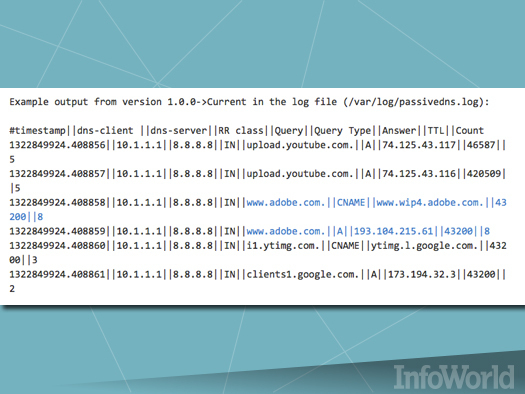 Example output from version 1.0.0->Current in the log file (/var/log/passivedns.log):
#timestamp||dns-client ||dns-server||RR class||Query||Query Type||Answer||TTL||Count
1322849924.408856||10.1.1.1||8.8.8.8||IN||upload.youtube.com.||A||74.125.43.117||46587||
5
1322849924.408857||10.1.1.1||8.8.8.8||IN||upload.youtube.com.||A||74.125.43.116||420509|
|5
1322849924.408858||10.1.1.1||8.8.8.8||IN||www.adobe.com.||CNAME||www.wip4.adobe.com.||43
200||8
1322849924.408859||10.1.1.1||8.8.8.8||IN||www.adobe.com.||A||193.104.215.61||43200||8
1322849924.408860||10.1.1.1||8.8.8.8||IN||i1.ytimg.com.||CNAME||ytimg.l.google.com.||432
00||3
1322849924.408861||10.1.1.1||8.8.8.8||IN||clients1.google.com.||A||173.194.32.3||43200||
2
InfoWorld